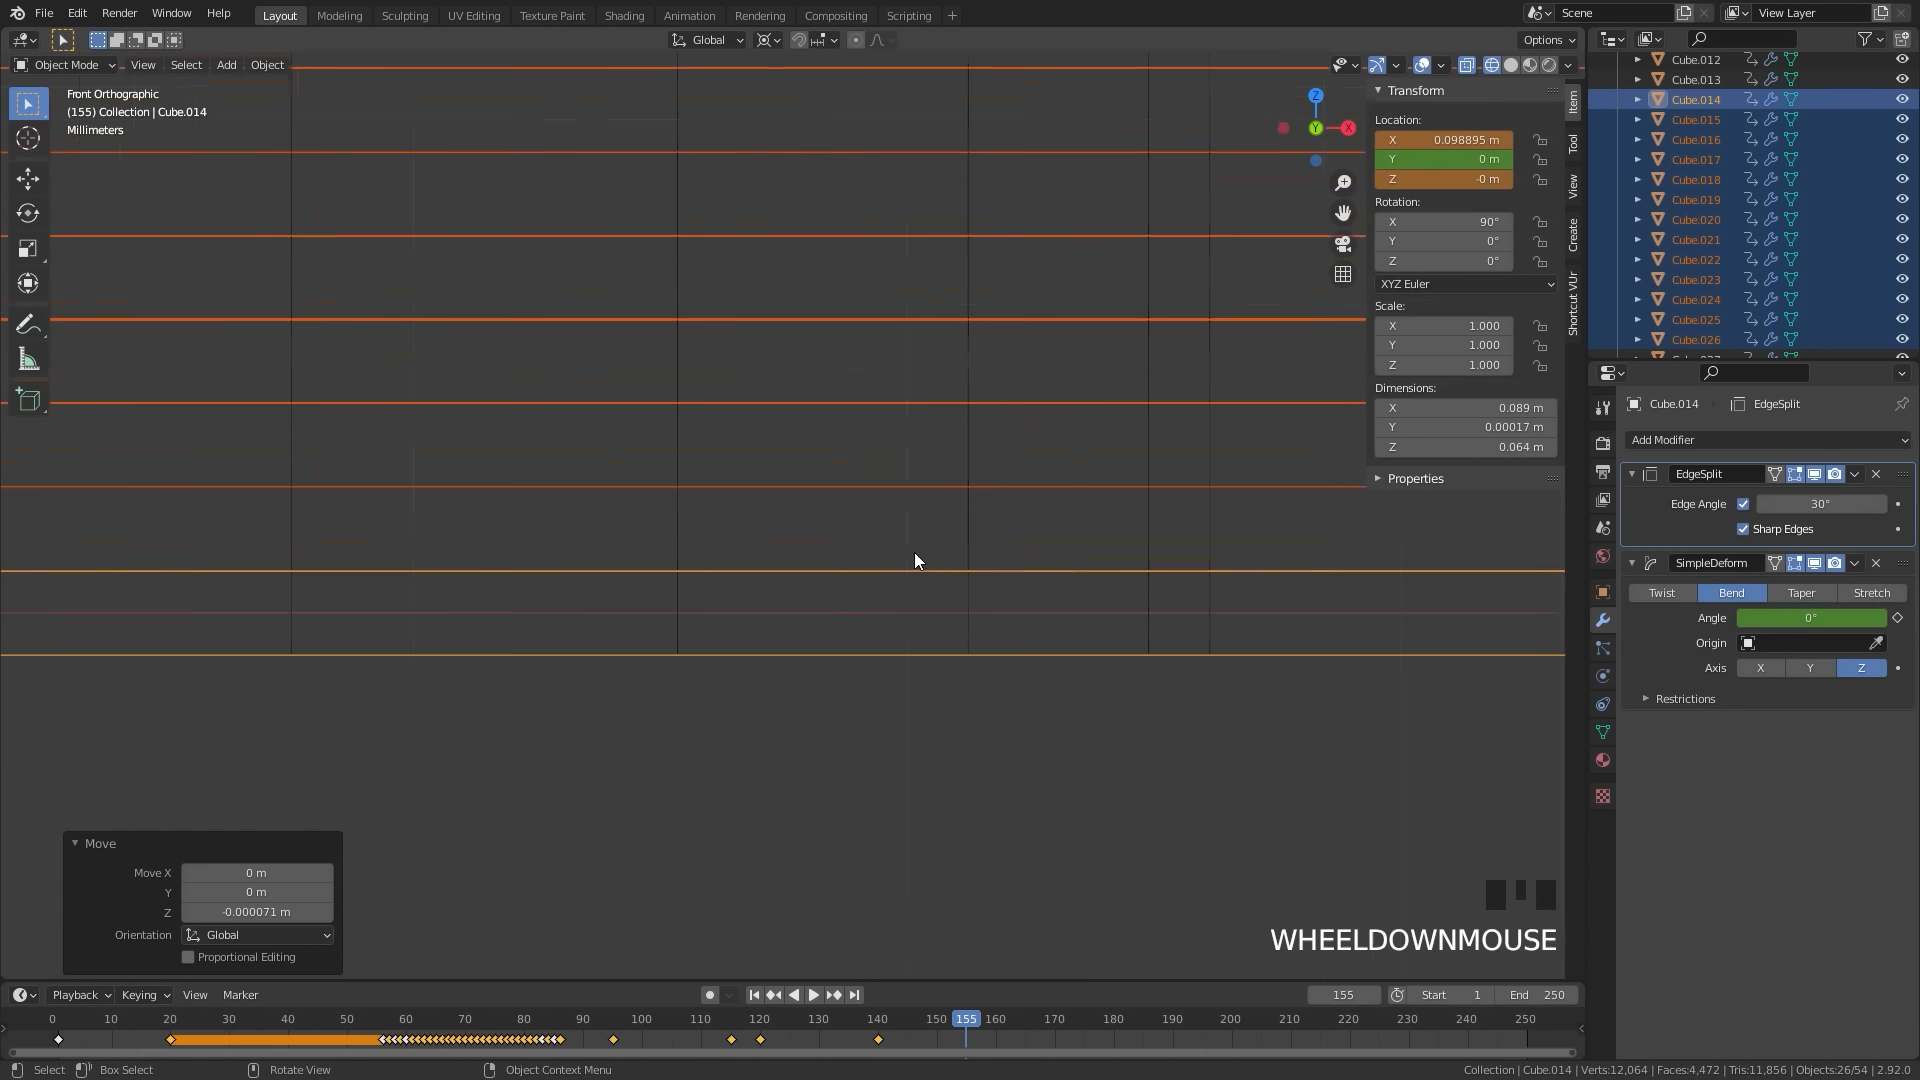 File Edit Render Window Help
Layout Modeling Sculpting UV Editing Texture Paint Shading Animation Rendering Compositing Scripting +
Scene
View Layer
Global
Options
Object Mode View Select Add Object
Front Orthographic
(155) Collection | Cube.014
Millimeters
Z
Y
X
Transform
Location:
X 0.098895 m
Y 0 m
Z -0 m
Rotation:
X 90°
Y 0°
Z 0°
XYZ Euler
Scale:
X 1.000
Y 1.000
Z 1.000
Dimensions:
X 0.089 m
Y 0.00017 m
Z 0.064 m
Properties
Item
Tool
View
Create
Shortcut VUr
Cube.012
Cube.013
Cube.014
Cube.015
Cube.016
Cube.017
Cube.018
Cube.019
Cube.020
Cube.021
Cube.022
Cube.023
Cube.024
Cube.025
Cube.026
Cube.014 EdgeSplit
Add Modifier
EdgeSplit
Edge Angle 30°
Sharp Edges
SimpleDeform
Twist Bend Taper Stretch
Angle 0°
Origin
Axis X Y Z
Restrictions
Move
Move X 0 m
Y 0 m
Z -0.000071 m
Orientation Global
Proportional Editing
WHEELDOWNMOUSE
Playback Keying View Marker
155 Start 1 End 250
0 10 20 30 40 50 60 70 80 90 100 110 120 130 140 150 155 160 170 180 190 200 210 220 230 240 250
Select Box Select Rotate View Object Context Menu
Collection | Cube.014 | Verts:12,064 | Faces:4,472 | Tris:11,856 | Objects:26/54 | 2.92.0